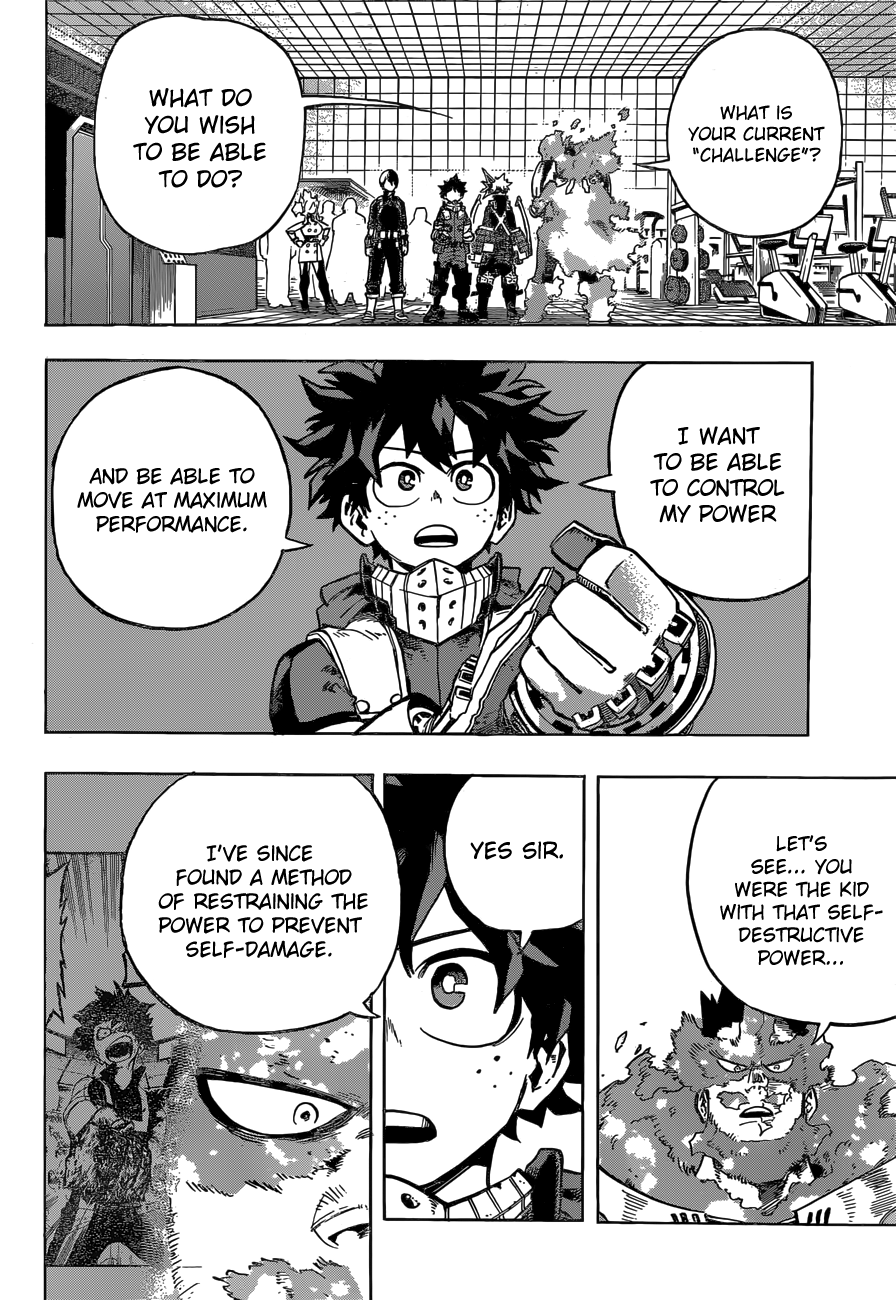 WHAT IS
YOUR CURRENT
"CHALLENGE"?
WHAT DO
YOU WISH
TO BE ABLE
TO DO?
I WANT
TO BE ABLE
TO CONTROL
MY POWER
AND BE ABLE TO
MOVE AT MAXIMUM
PERFORMANCE.
LET'S
SEE... YOU
WERE THE KID
WITH THAT SELF-
DESTRUCTIVE
POWER...
YES SIR.
I'VE SINCE
FOUND A METHOD
OF RESTRAINING THE
POWER TO PREVENT
SELF-DAMAGE.